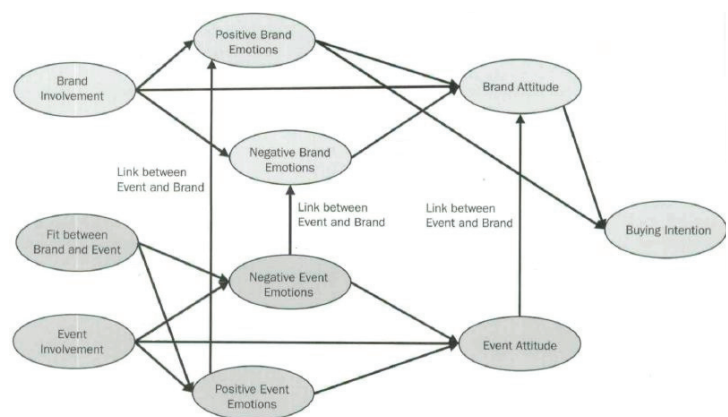 Positive Brand
Emotions
Brand
Involvement
Brand Attitude
Negative Brand
Emotions
Link between
Event and Brand
Link between
Event and Brand
Link between
Event and Brand
Fit between
Brand and Event
Buying Intention
Negative Event
Emotions
Event
Involvement
Event Attitude
Positive Event
Emotions